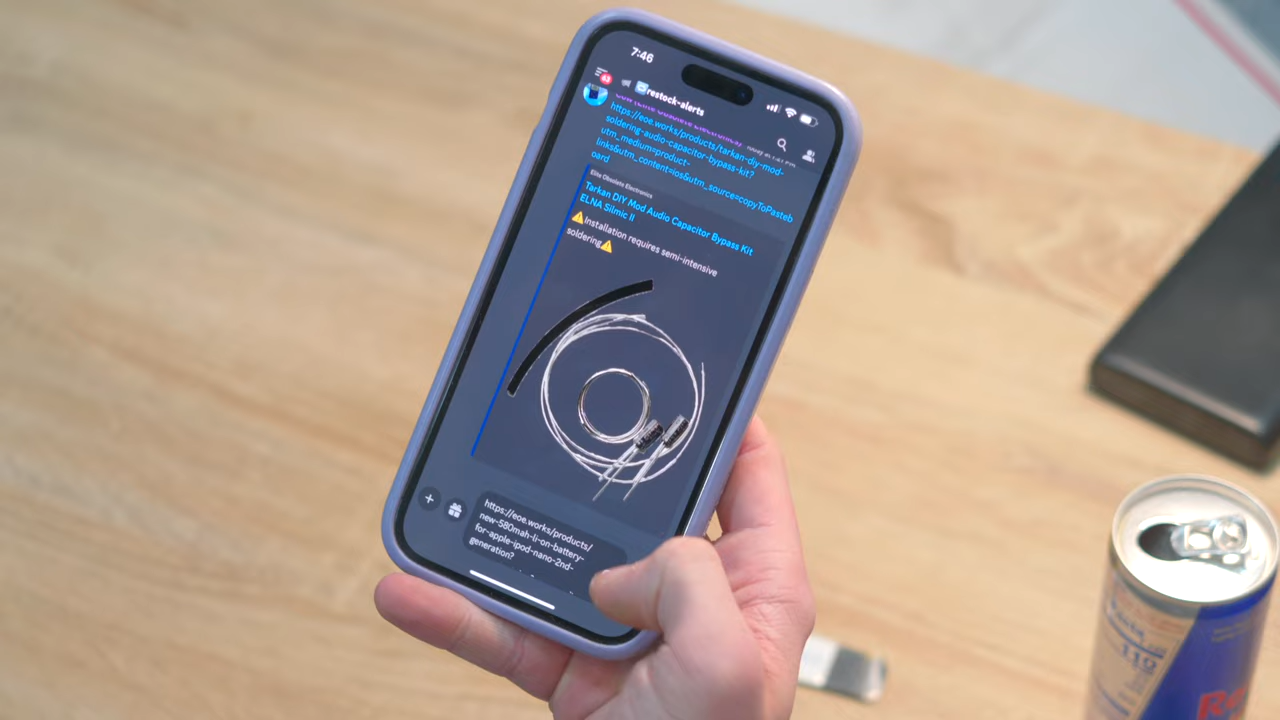 7:46
63
restock-alerts
https://eoe.works/products/tarkan-diy-mod-
soldering-audio-capacitor-bypass-kit?
utm_medium=product-
links&utm_content=ios&utm_source=copyToPasteb
oard
Elite Obsolete Electronics
Tarkan DIY Mod Audio Capacitor Bypass Kit
ELNA Silmic II
⚠️Installation requires semi-intensive
soldering⚠️
https://eoe.works/products/
new-580mah-li-on-battery-
for-apple-ipod-nano-2nd-
generation?
110
Re